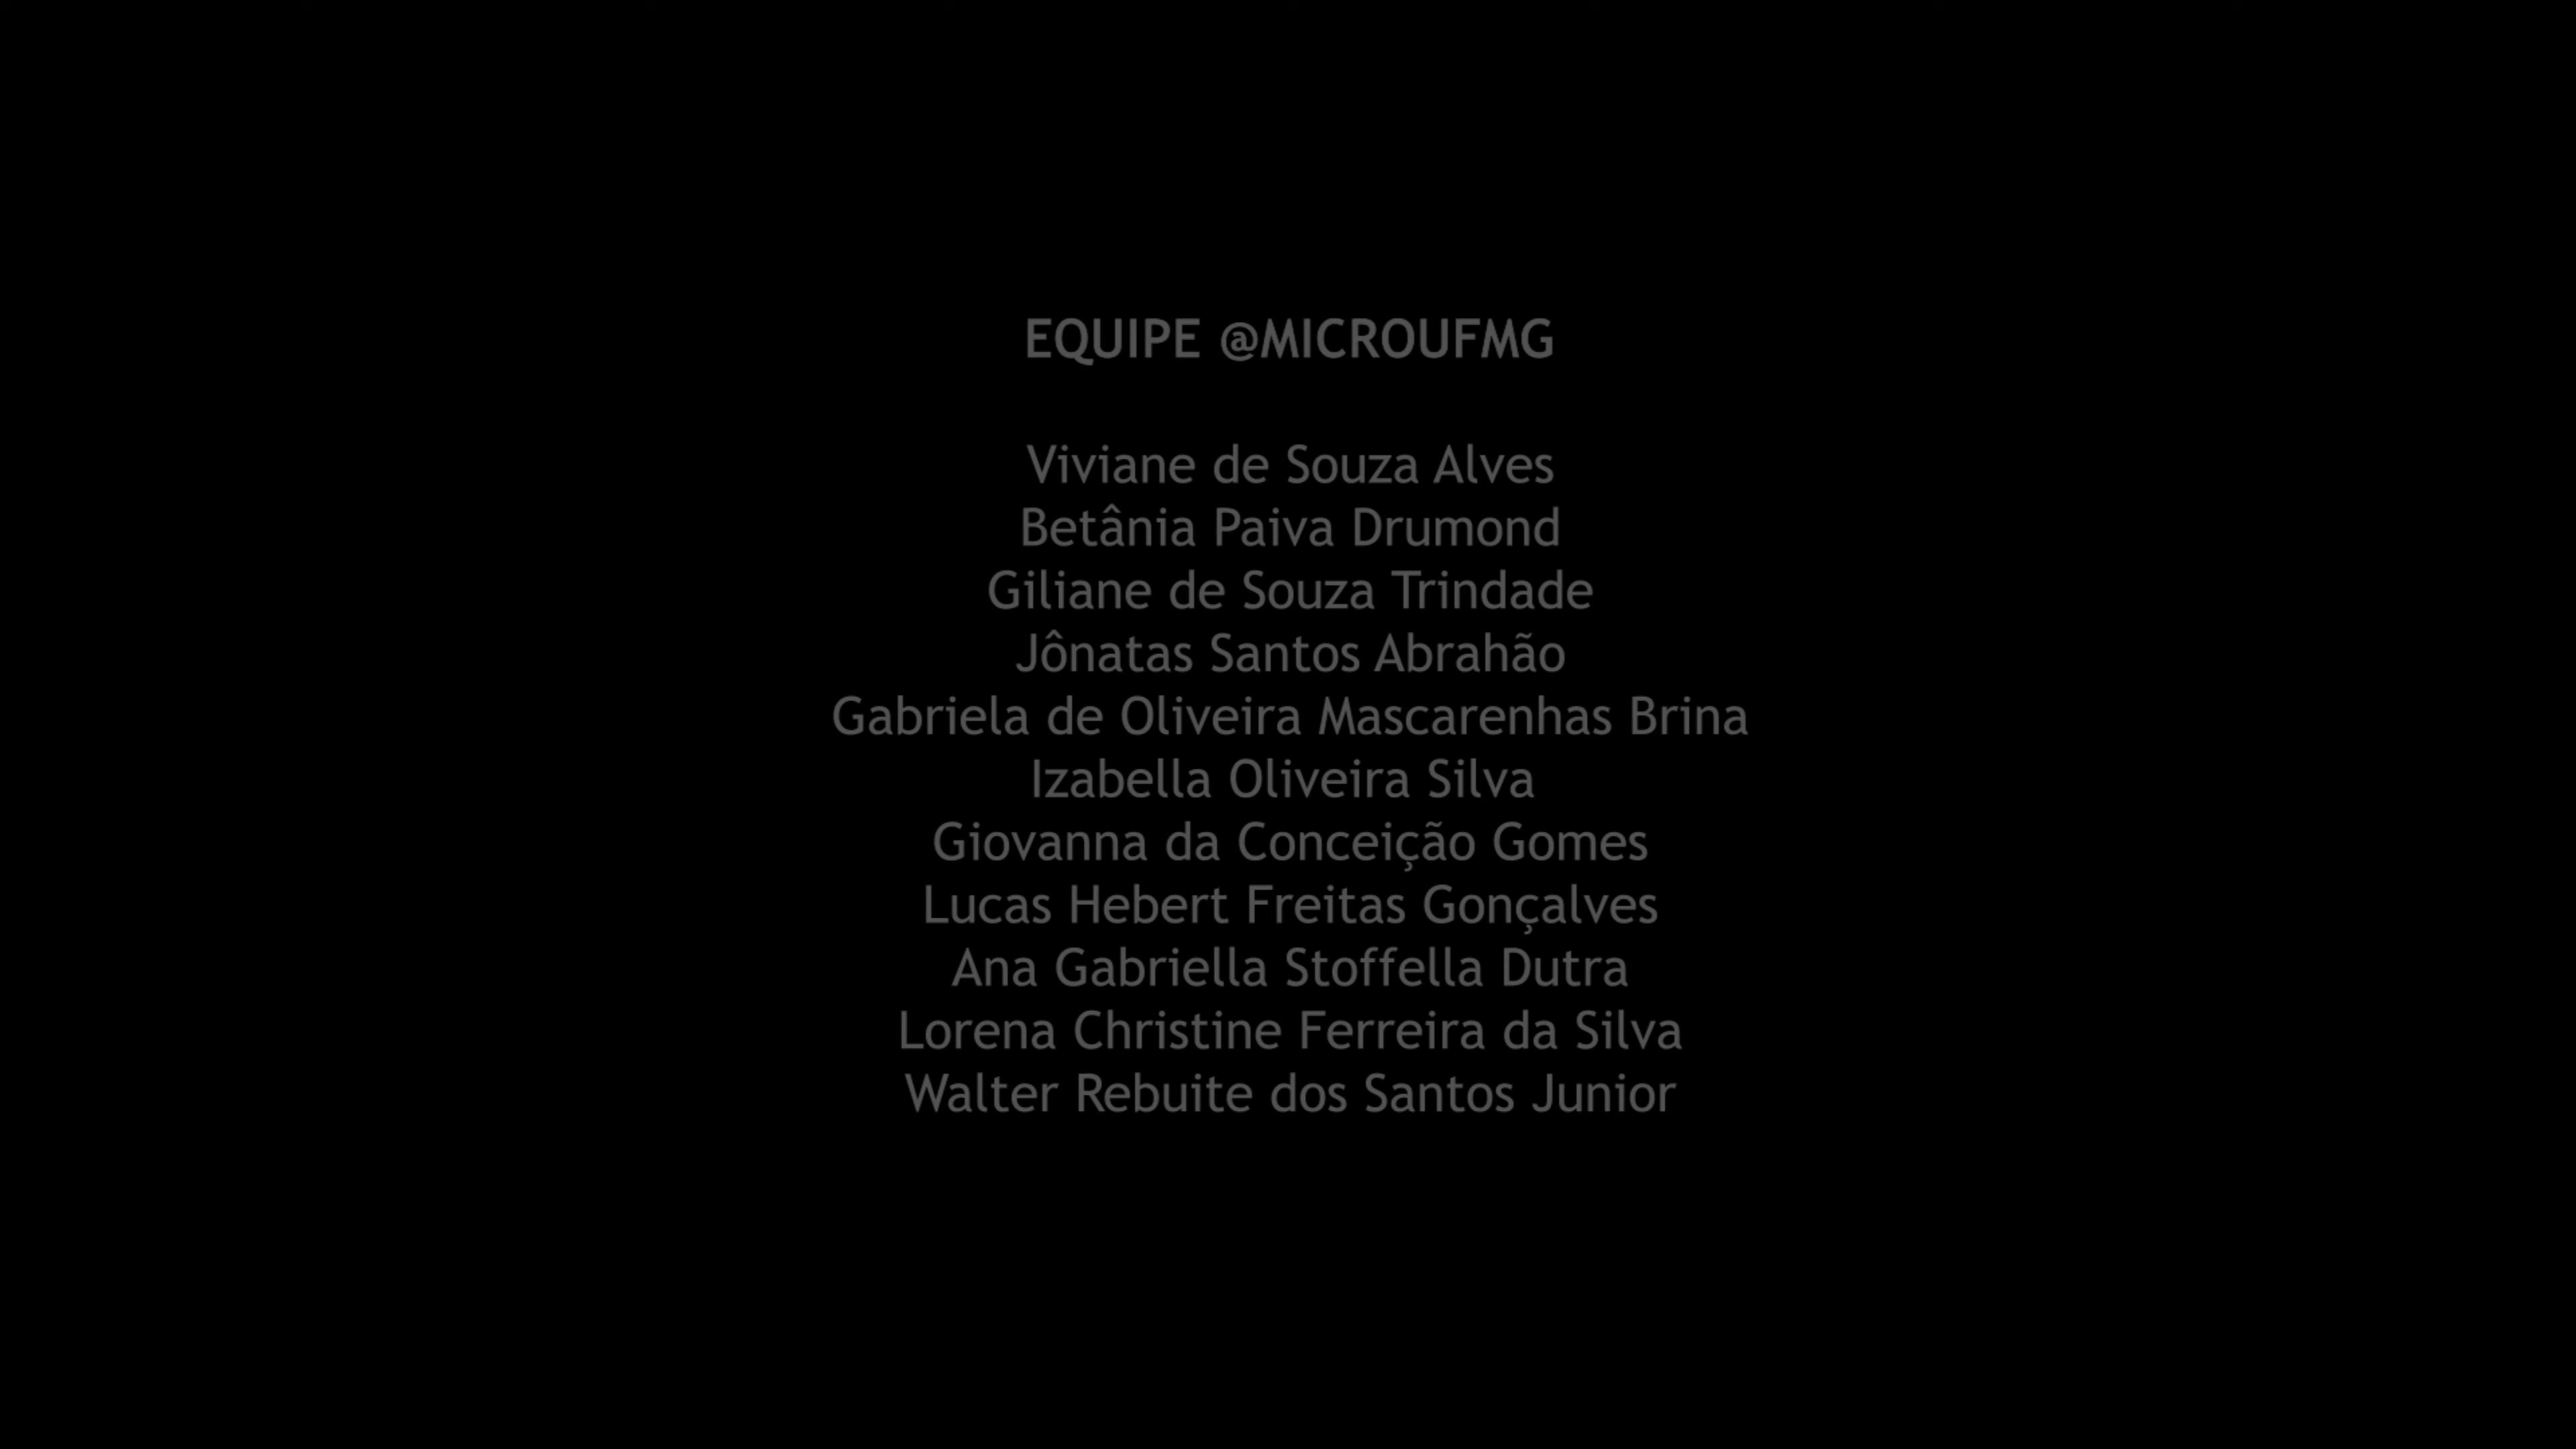 EQUIPE @MICROUFMG
Viviane de Souza Alves
Betânia Paiva Drumond
Giliane de Souza Trindade
Jônatas Santos Abrahão
Gabriela de Oliveira Mascarenhas Brina
Izabella Oliveira Silva
Giovanna da Conceição Gomes
Lucas Hebert Freitas Gonçalves
Ana Gabriella Stoffella Dutra
Lorena Christine Ferreira da Silva
Walter Rebuite dos Santos Junior